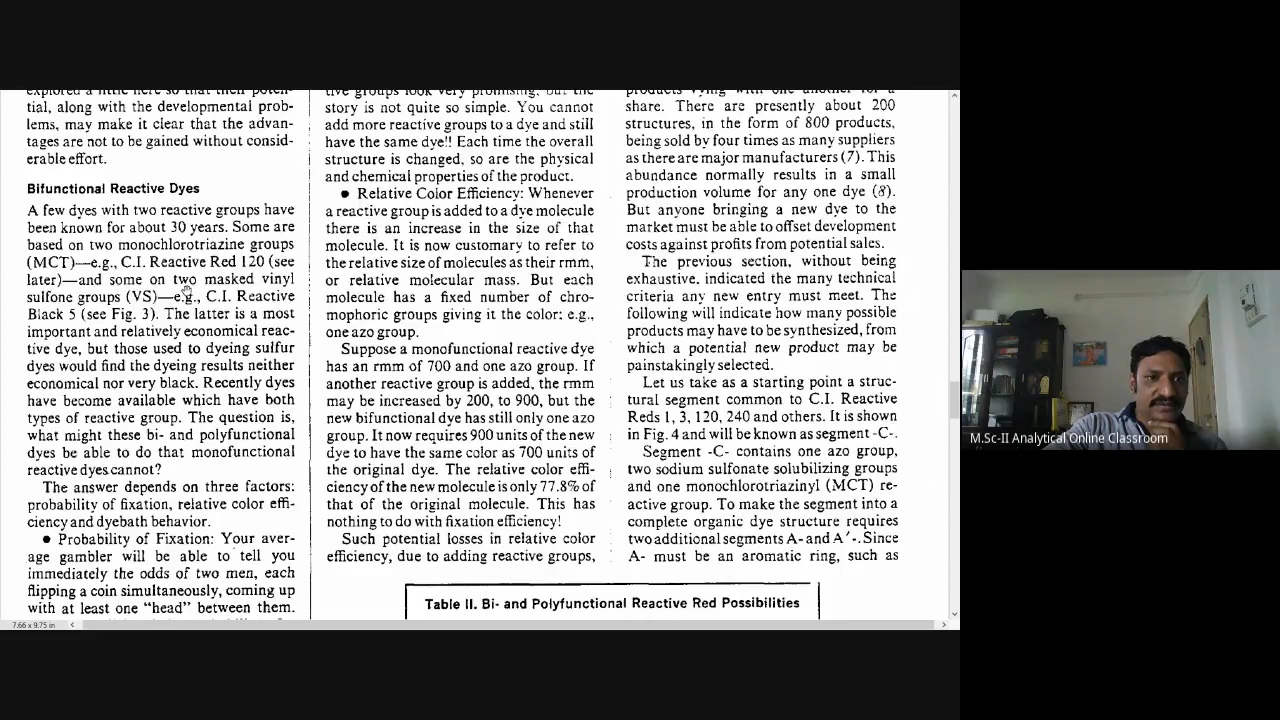 explored a little here so that their poten-
tial, along with the developmental prob-
lems, may make it clear that the advan-
tages are not to be gained without consid-
erable effort.
Bifunctional Reactive Dyes
A few dyes with two reactive groups have
been known for about 30 years. Some are
based on two monochlorotriazine groups
(MCT)—e.g., C.I. Reactive Red 120 (see
later)—and some on two masked vinyl
sulfone groups (VS)—e.g., C.I. Reactive
Black 5 (see Fig. 3). The latter is a most
important and relatively economical reac-
tive dye, but those used to dyeing sulfur
dyes would find the dyeing results neither
economical nor very black. Recently dyes
have become available which have both
types of reactive group. The question is,
what might these bi- and polyfunctional
dyes be able to do that monofunctional
reactive dyes cannot?
The answer depends on three factors:
probability of fixation, relative color effi-
ciency and dyebath behavior.
• Probability of Fixation: Your aver-
age gambler will be able to tell you
immediately the odds of two men, each
flipping a coin simultaneously, coming up
with at least one “head” between them.
tive groups look very promising, but the
story is not quite so simple. You cannot
add more reactive groups to a dye and still
have the same dye!! Each time the overall
structure is changed, so are the physical
and chemical properties of the product.
• Relative Color Efficiency: Whenever
a reactive group is added to a dye molecule
there is an increase in the size of that
molecule. It is now customary to refer to
the relative size of molecules as their rmm,
or relative molecular mass. But each
molecule has a fixed number of chro-
mophoric groups giving it the color: e.g.,
one azo group.
Suppose a monofunctional reactive dye
has an rmm of 700 and one azo group. If
another reactive group is added, the rmm
may be increased by 200, to 900, but the
new bifunctional dye has still only one azo
group. It now requires 900 units of the new
dye to have the same color as 700 units of
the original dye. The relative color effi-
ciency of the new molecule is only 77.8% of
that of the original molecule. This has
nothing to do with fixation efficiency!
Such potential losses in relative color
efficiency, due to adding reactive groups,
products vying with one another for a
share. There are presently about 200
structures, in the form of 800 products,
being sold by four times as many suppliers
as there are major manufacturers (7). This
abundance normally results in a small
production volume for any one dye (8).
But anyone bringing a new dye to the
market must be able to offset development
costs against profits from potential sales.
The previous section, without being
exhaustive. indicated the many technical
criteria any new entry must meet. The
following will indicate how many possible
products may have to be synthesized, from
which a potential new product may be
painstakingly selected.
Let us take as a starting point a struc-
tural segment common to C.I. Reactive
Reds 1, 3, 120, 240 and others. It is shown
in Fig. 4 and will be known as segment -C-.
Segment -C- contains one azo group,
two sodium sulfonate solubilizing groups
and one monochlorotriazinyl (MCT) re-
active group. To make the segment into a
complete organic dye structure requires
two additional segments A- and A′-. Since
A- must be an aromatic ring, such as
Table II. Bi- and Polyfunctional Reactive Red Possibilities
7.66 x 9.75 in
M.Sc-II Analytical Online Classroom